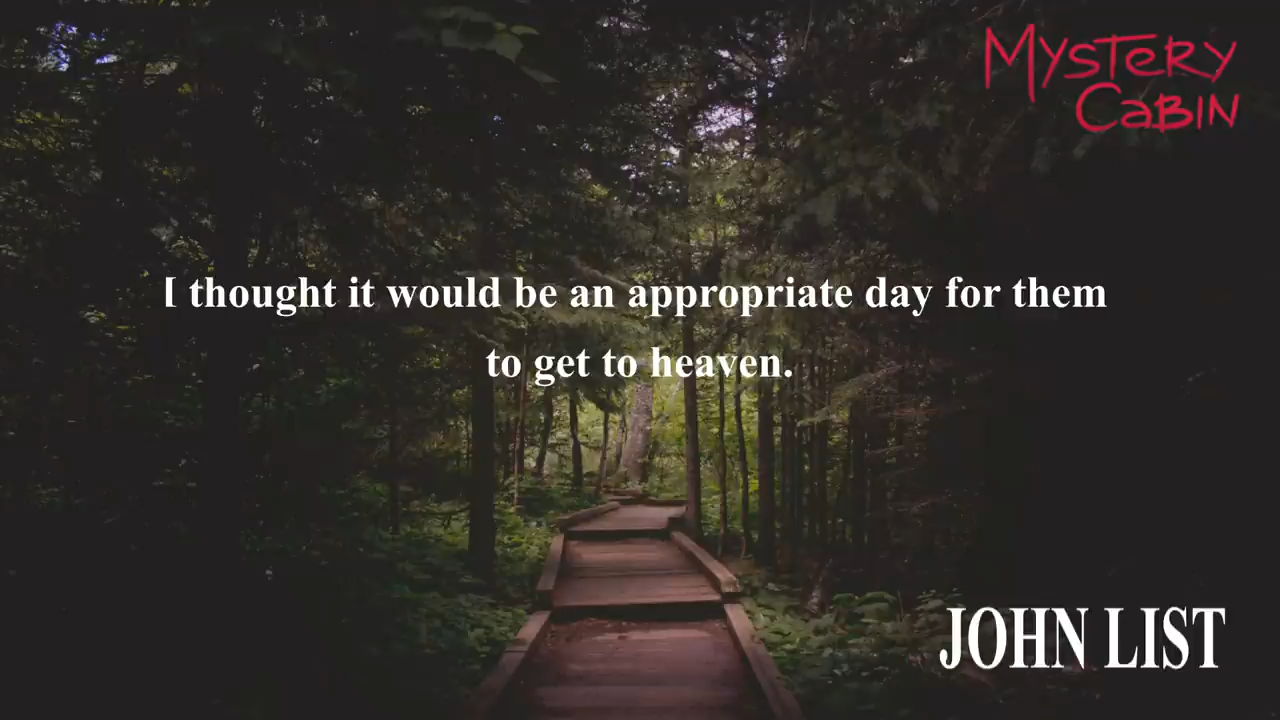 MYSTERY
CABIN
I thought it would be an appropriate day for them
to get to heaven.
JOHN LIST